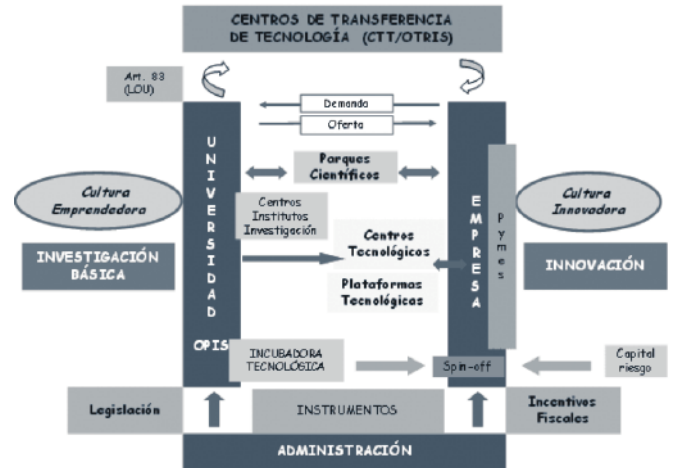 CENTROS DE TRANSFERENCIA
DE TECNOLOGÍA (CTT/OTRIS)
Art. 83
(LOU)
Demanda
Oferta
UNIVERSIDAD
OPIS
Parques
Científicos
EMPRESA
Pymes
Cultura
Emprendedora
Centros
Institutos
Investigación
Cultura
Innovadora
Centros
Tecnológicos
INVESTIGACIÓN
BÁSICA
INNOVACIÓN
Plataformas
Tecnológicas
INCUBADORA
TECNOLÓGICA
Spin-off
Capital
riesgo
Legislación
INSTRUMENTOS
Incentivos
Fiscales
ADMINISTRACIÓN